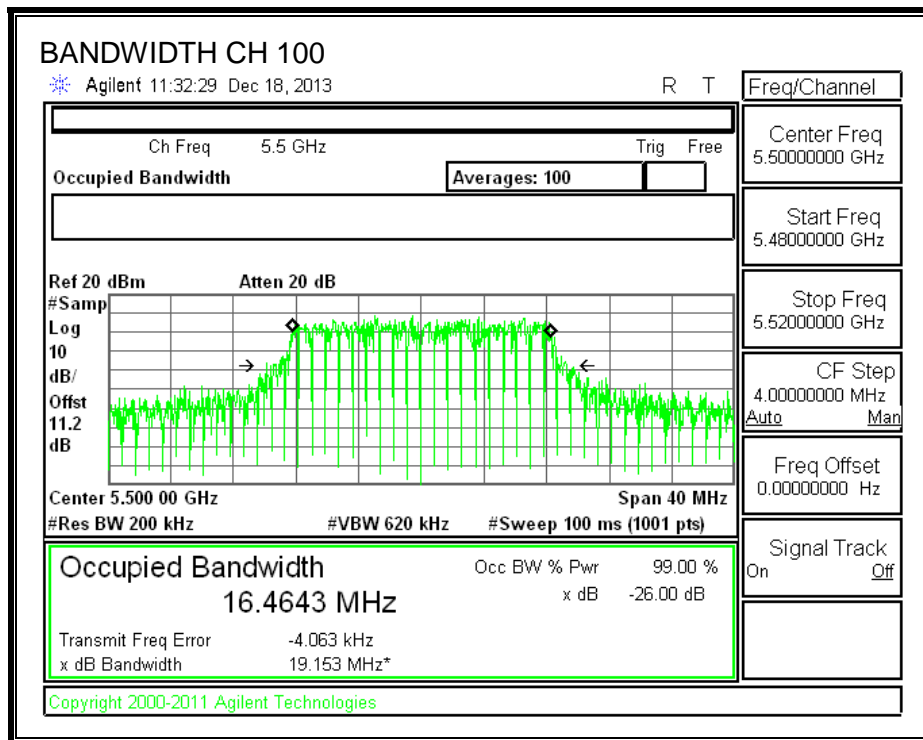 BANDWIDTH CH 100
Agilent 11:32:29 Dec 18, 2013 R T
Freq/Channel
Ch Freq 5.5 GHz Trig Free
Occupied Bandwidth Averages: 100
Center Freq
5.50000000 GHz
Start Freq
5.48000000 GHz
Stop Freq
5.52000000 GHz
CF Step
4.00000000 MHz
Auto Man
Freq Offset
0.00000000 Hz
Signal Track
On Off
Ref 20 dBm Atten 20 dB
#Samp
Log
10
dB/
Offst
11.2
dB
Center 5.500 00 GHz Span 40 MHz
#Res BW 200 kHz #VBW 620 kHz #Sweep 100 ms (1001 pts)
Occupied Bandwidth Occ BW % Pwr 99.00 %
16.4643 MHz x dB -26.00 dB
Transmit Freq Error -4.063 kHz
x dB Bandwidth 19.153 MHz*
Copyright 2000-2011 Agilent Technologies